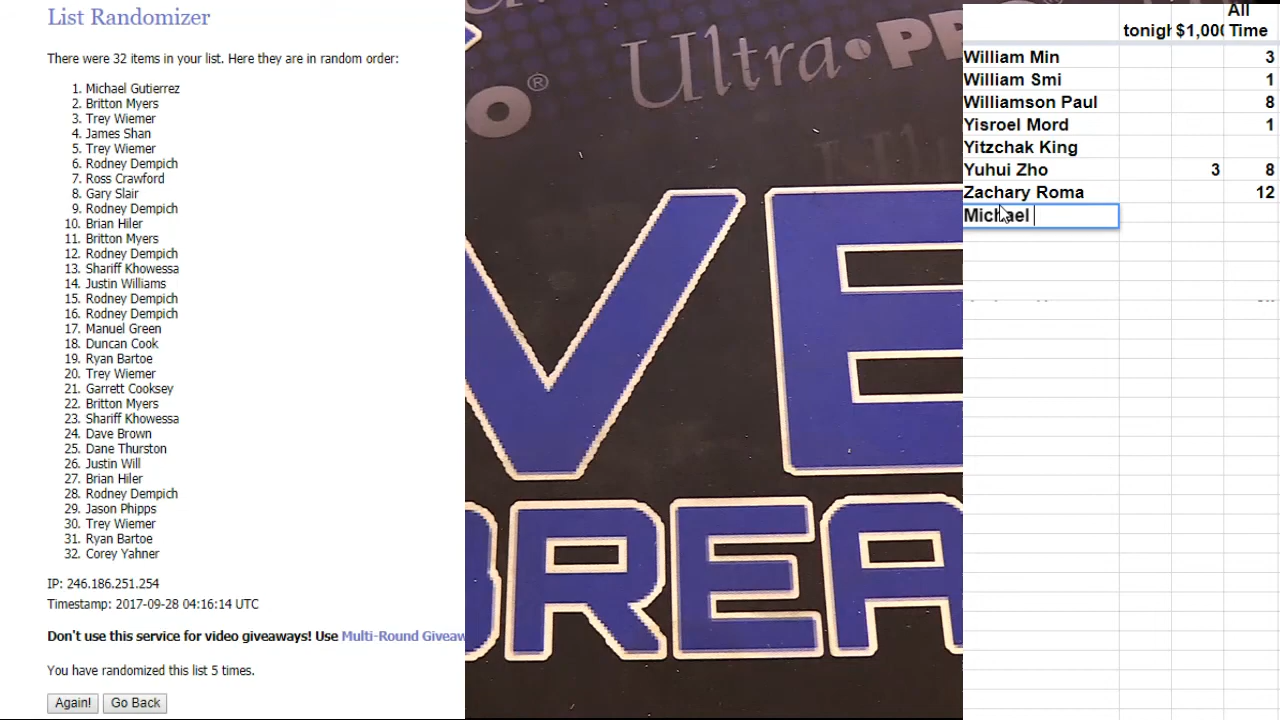 List Randomizer
There were 32 items in your list. Here they are in random order:
1. Michael Gutierrez
2. Britton Myers
3. Trey Wiemer
4. James Shan
5. Trey Wiemer
6. Rodney Dempich
7. Ross Crawford
8. Gary Slair
9. Rodney Dempich
10. Brian Hiler
11. Britton Myers
12. Rodney Dempich
13. Shariff Khowessa
14. Justin Williams
15. Rodney Dempich
16. Rodney Dempich
17. Manuel Green
18. Duncan Cook
19. Ryan Bartoe
20. Trey Wiemer
21. Garrett Cooksey
22. Britton Myers
23. Shariff Khowessa
24. Dave Brown
25. Dane Thurston
26. Justin Will
27. Brian Hiler
28. Rodney Dempich
29. Jason Phipps
30. Trey Wiemer
31. Ryan Bartoe
32. Corey Yahner
IP: 246.186.251.254
Timestamp: 2017-09-28 04:16:14 UTC
Don't use this service for video giveaways! Use Multi-Round Giveaw
You have randomized this list 5 times.
Again! Go Back
Ultra•PRO
O®
VE
REA
All
tonigh $1,000 Time
William Min 3
William Smi 1
Williamson Paul 8
Yisroel Mord 1
Yitzchak King
Yuhui Zho 3 8
Zachary Roma 12
Michael